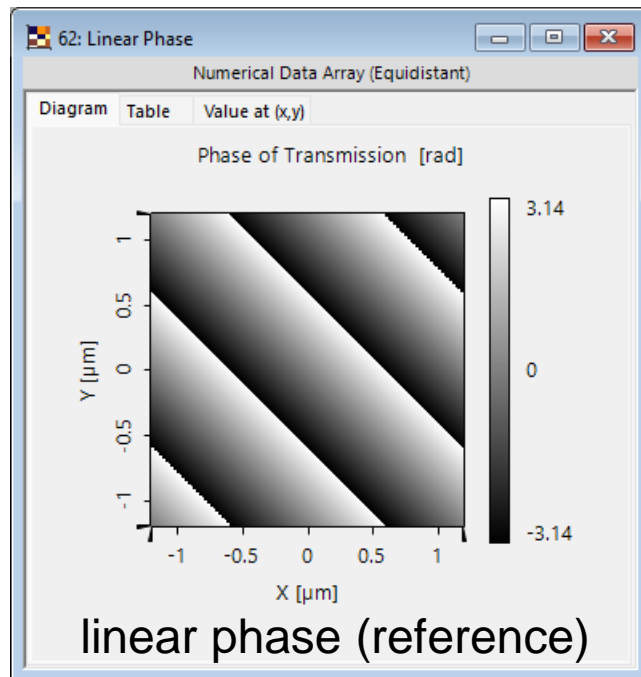 62: Linear Phase
Numerical Data Array (Equidistant)
Diagram Table Value at (x,y)
Phase of Transmission [rad]
3.14
0
-3.14
1
0.5
0
-0.5
-1
Y [µm]
-1 -0.5 0 0.5 1
X [µm]
linear phase (reference)